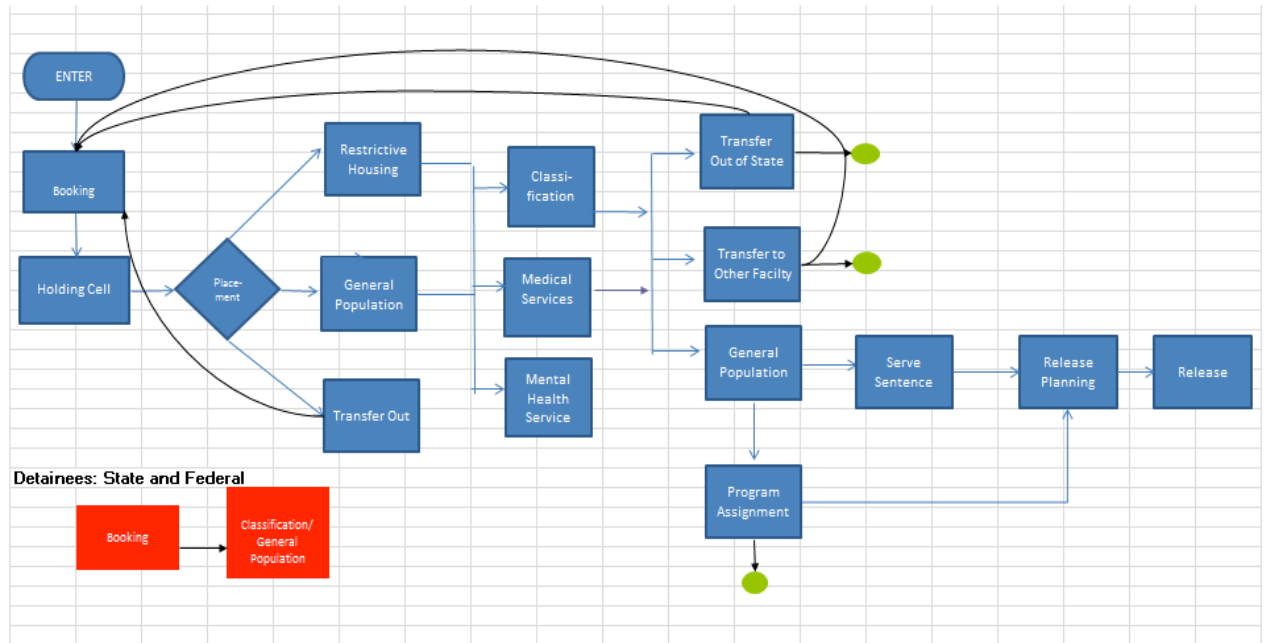 ENTER
Booking
Holding Cell
Place-
ment
Restrictive
Housing
General
Population
Transfer Out
Classi-
fication
Medical
Services
Mental
Health
Service
Transfer
Out of State
Transfer to
Other Facility
General
Population
Serve
Sentence
Release
Planning
Release
Program
Assignment
Detainees: State and Federal
Booking
Classification/
General
Population